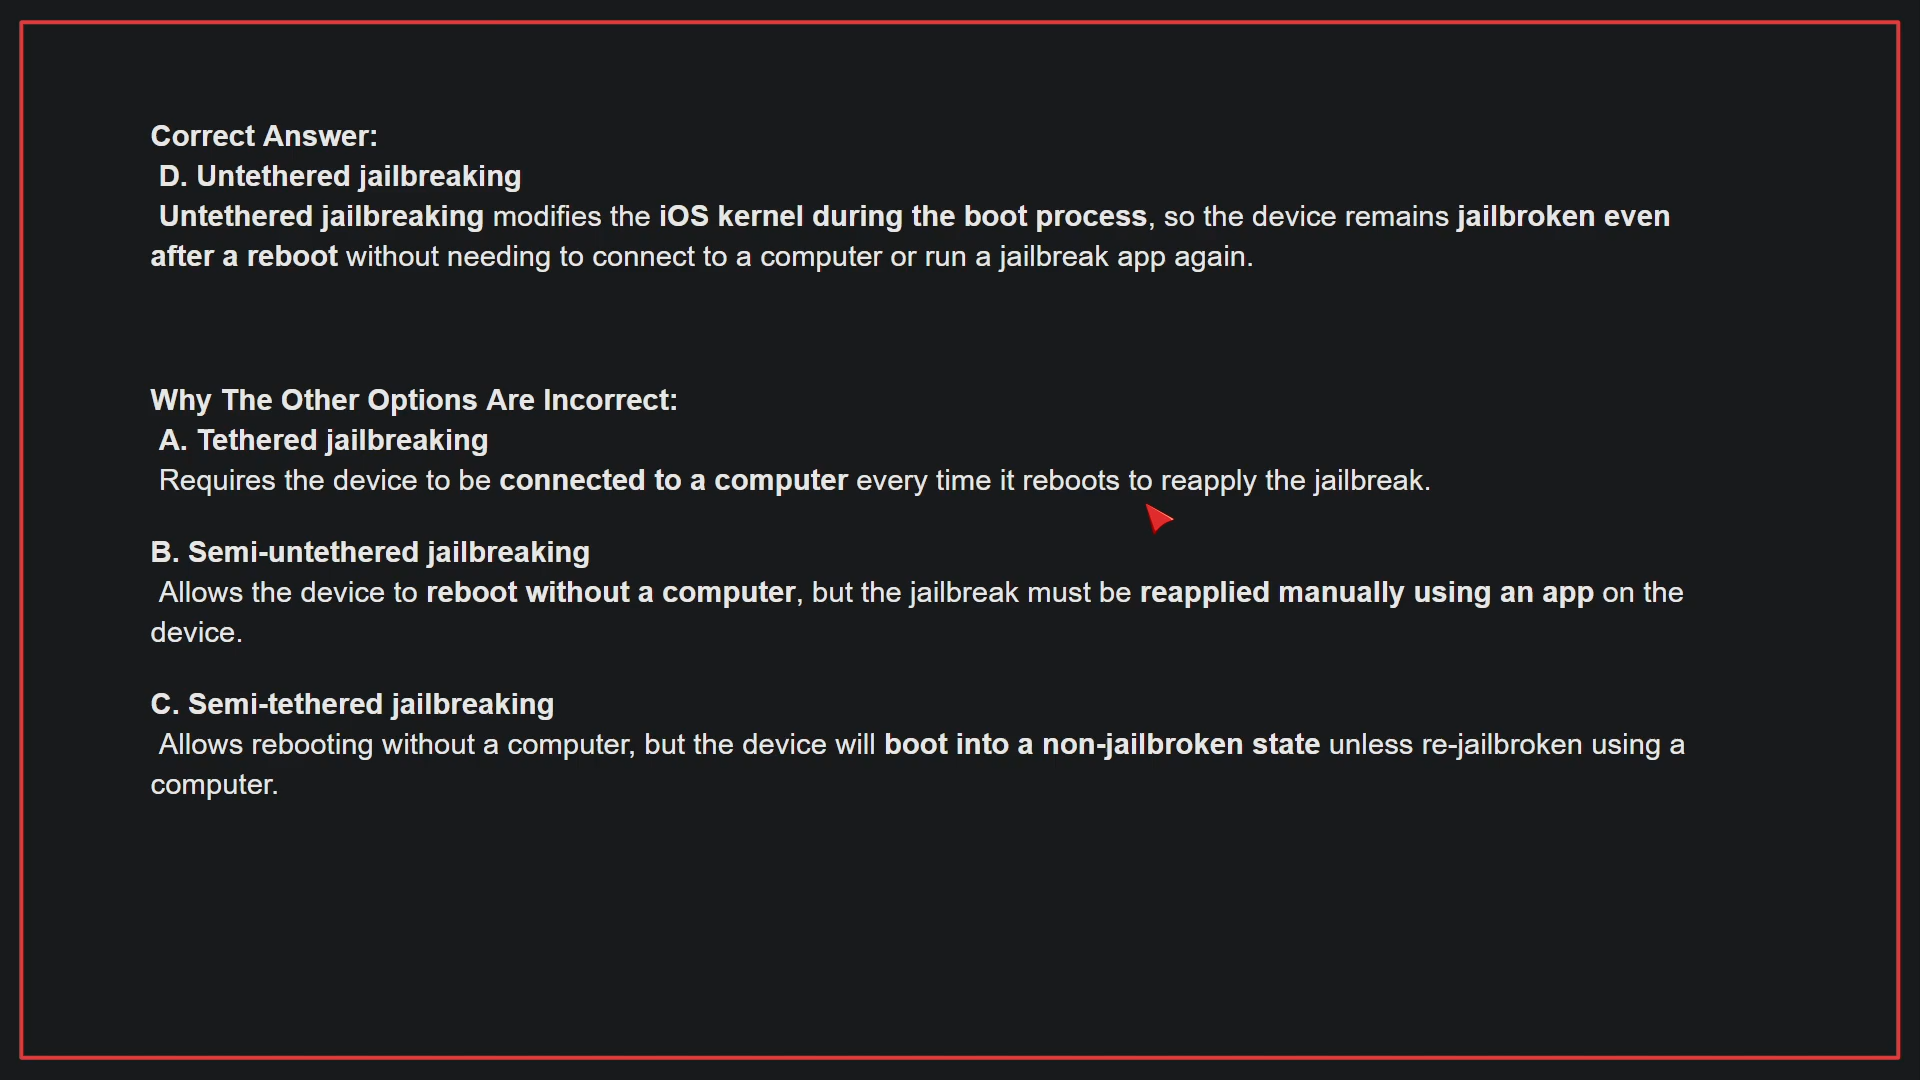 Correct Answer:
D. Untethered jailbreaking
Untethered jailbreaking modifies the iOS kernel during the boot process, so the device remains jailbroken even
after a reboot without needing to connect to a computer or run a jailbreak app again.
Why The Other Options Are Incorrect:
A. Tethered jailbreaking
Requires the device to be connected to a computer every time it reboots to reapply the jailbreak.
B. Semi-untethered jailbreaking
Allows the device to reboot without a computer, but the jailbreak must be reapplied manually using an app on the
device.
C. Semi-tethered jailbreaking
Allows rebooting without a computer, but the device will boot into a non-jailbroken state unless re-jailbroken using a
computer.